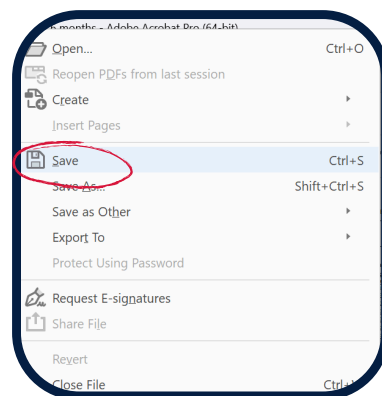 months - Adobe Acrobat Pro (64-bit)
Open... Ctrl+O
Reopen PDFs from last session
Create
Insert Pages
Save Ctrl+S
Save As... Shift+Ctrl+S
Save as Other
Export To
Protect Using Password
Request E-signatures
Share File
Revert
Close File